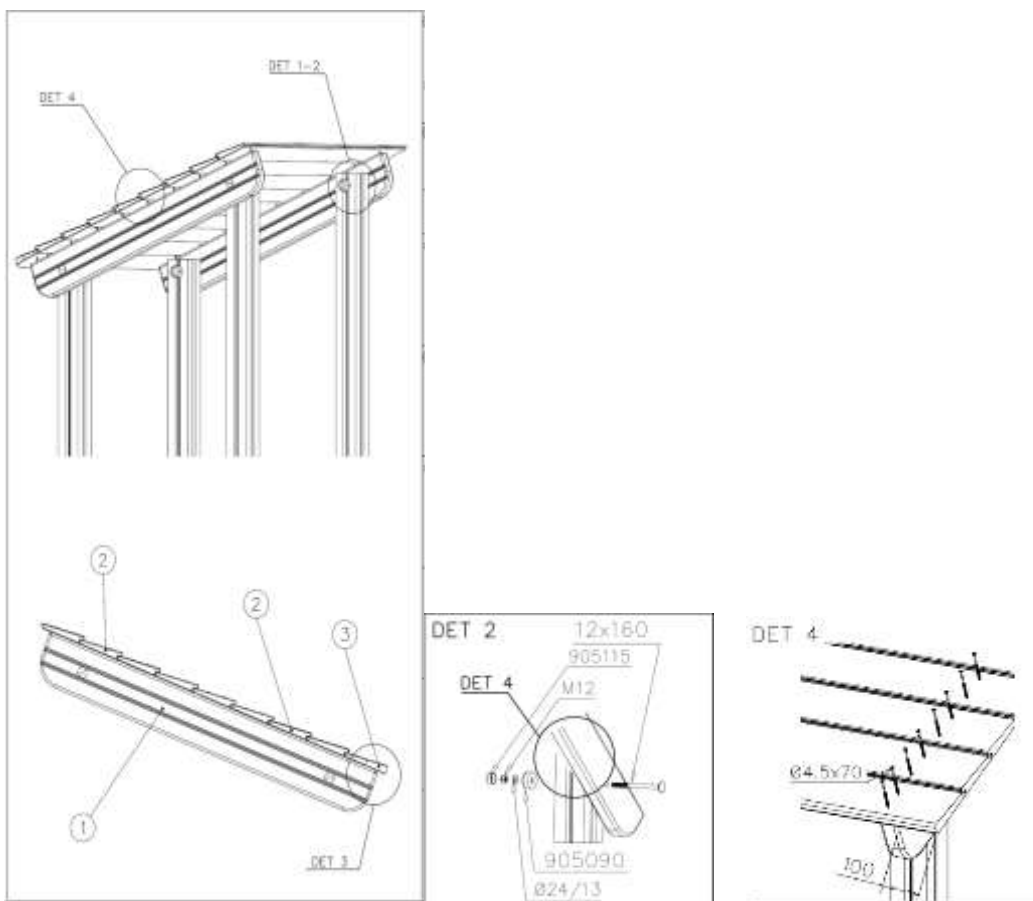 DET 1-2
DET 4
2
2
3
1
DET 3
DET 2
12x160
905115
DET 4
M12
905090
Ø24/13
DET 4
Ø4.5x70
100